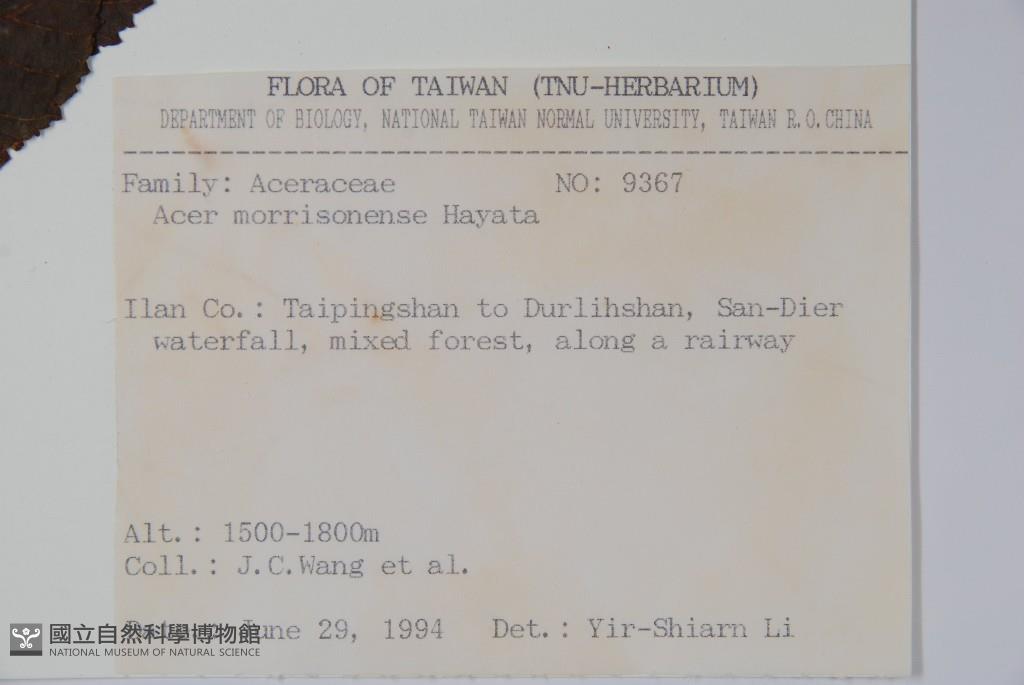 FLORA OF TAIWAN (TNU-HERBARIUM)
DEPARTMENT OF BIOLOGY, NATIONAL TAIWAN NORMAL UNIVERSITY, TAIWAN R.O.CHINA
Family: Aceraceae NO: 9367
Acer morrisonense Hayata
Ilan Co.: Taipingshan to Durlihshan, San-Dier
waterfall, mixed forest, along a rairway
Alt.: 1500-1800m
Coll.: J.C.Wang et al.
June 29, 1994 Det.: Yir-Shiarn Li
國立自然科學博物館
NATIONAL MUSEUM OF NATURAL SCIENCE